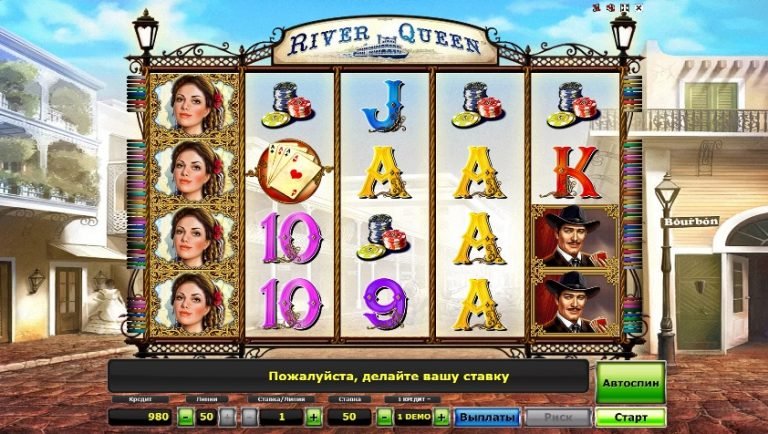 RIVER QUEEN
J
A
A
K
10
A
10
9
A
Bourbon
Пожалуйста, делайте вашу ставку
Автоспин
Кредит
Линии
Ставка/Линия
Ставка
1 КРЕДИТ =
980
-
50
+
-
1
+
50
-
1 DEMO
+
Выплаты
Риск
Старт